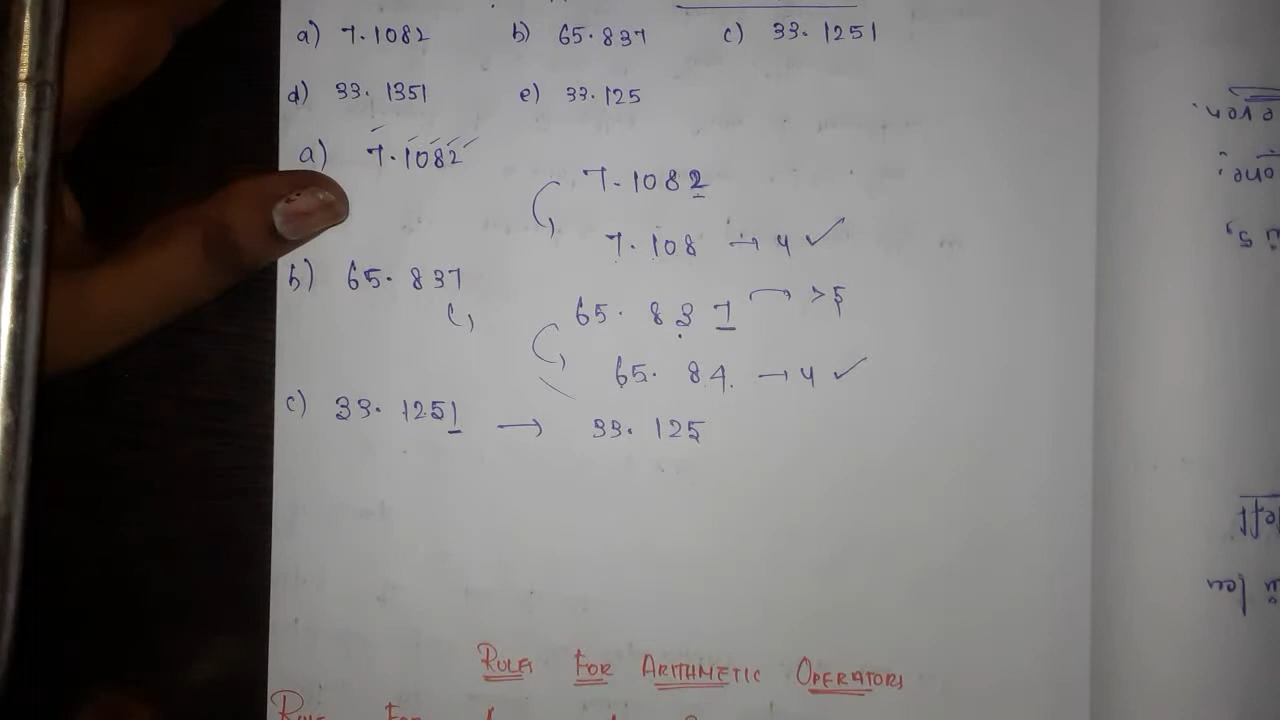 a) 7.1082 b) 65.837 c) 33.1251
d) 33.1351 e) 33.125
a) 7.1082
7.1082
7.108 → 4 ✓
b) 65.837
65.837 → >5
65.84. → 4 ✓
c) 33.1251 → 33.125
RULES FOR ARITHMETIC OPERATORS